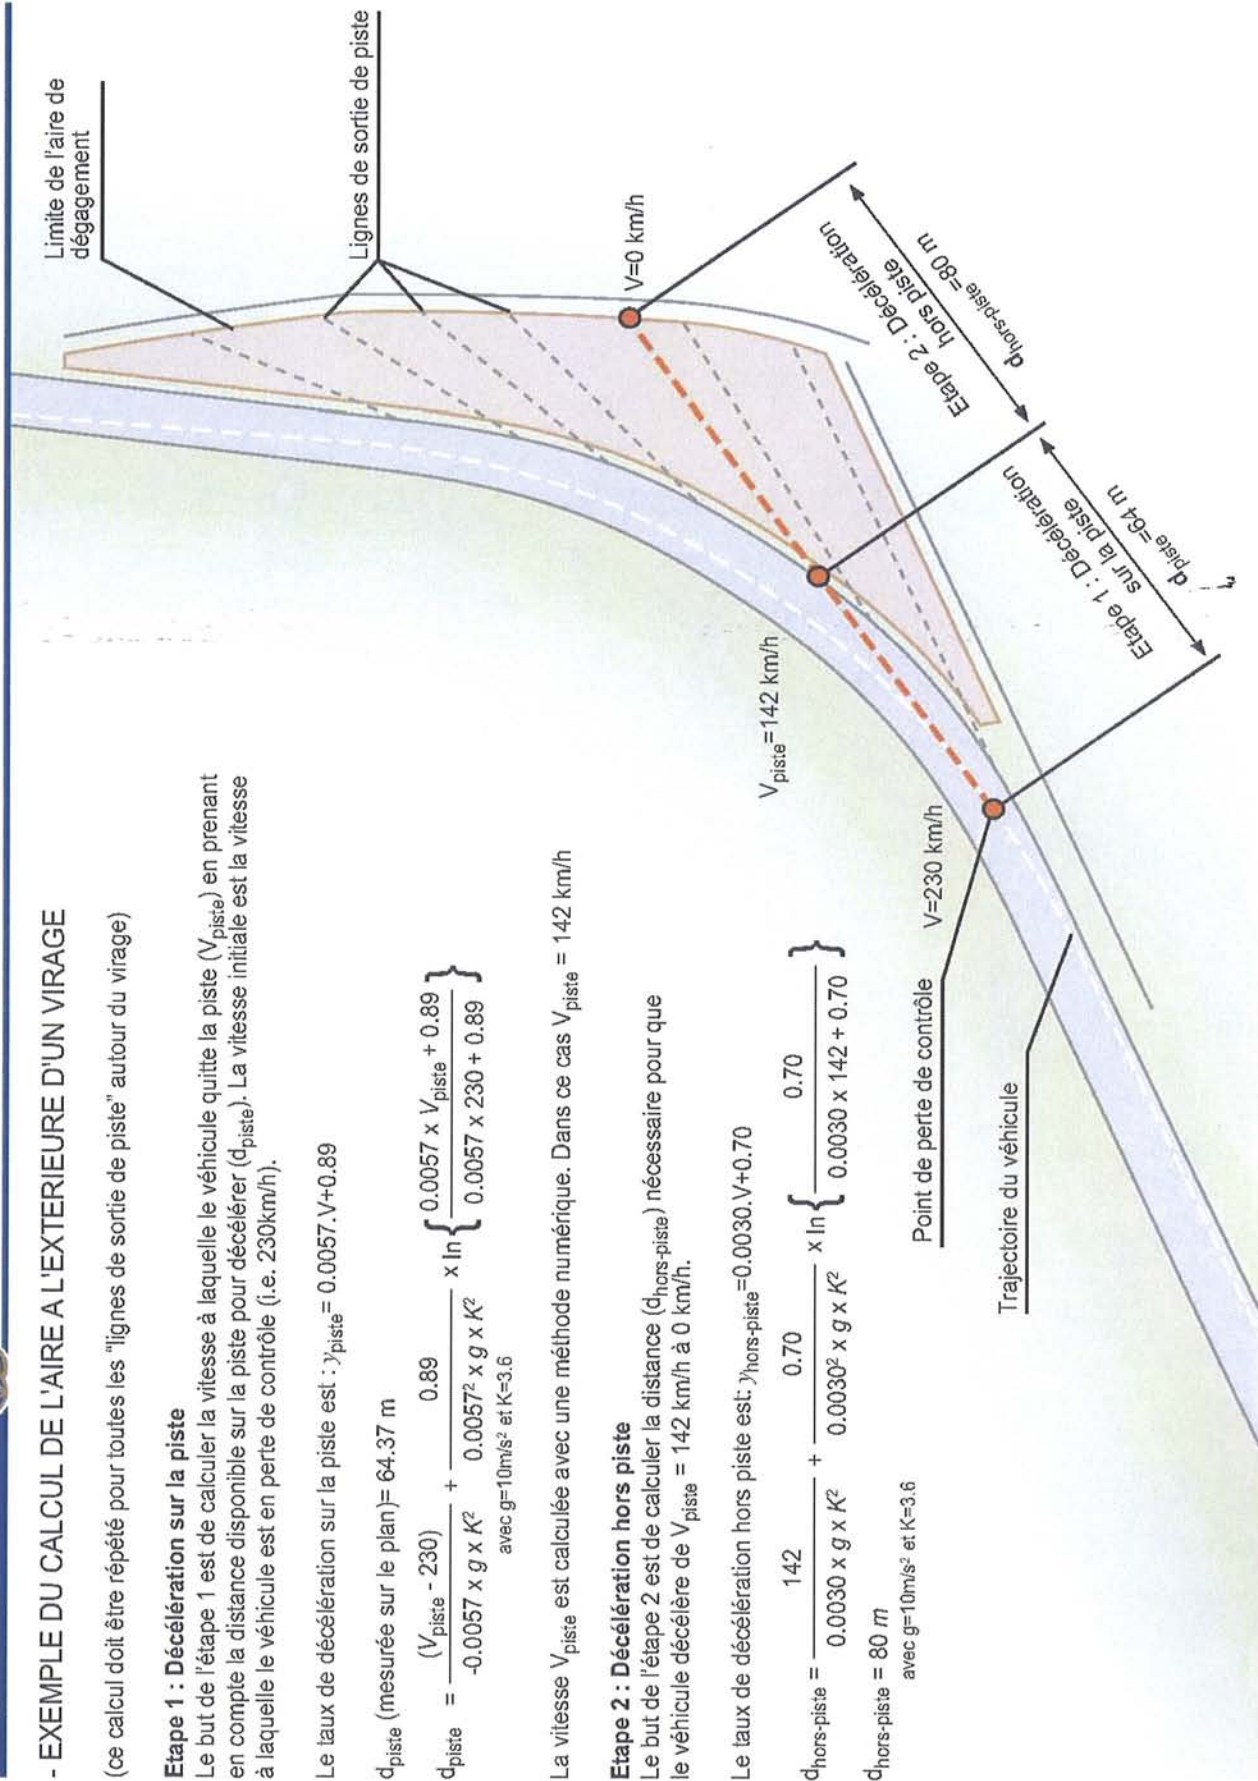 - EXEMPLE DU CALCUL DE L'AIRE A L'EXTERIEURE D'UN VIRAGE
(ce calcul doit être répété pour toutes les "lignes de sortie de piste" autour du virage)
Etape 1 : Décélération sur la piste
Le but de l'étape 1 est de calculer la vitesse à laquelle le véhicule quitte la piste (Vpiste) en prenant
en compte la distance disponible sur la piste pour décélérer (dpiste). La vitesse initiale est la vitesse
à laquelle le véhicule est en perte de contrôle (i.e. 230km/h).
Le taux de décélération sur la piste est : ypiste= 0.0057.V+0.89
dpiste (mesurée sur le plan)= 64.37 m
dpiste = (Vpiste - 230) / -0.0057 x g x K² + 0.89 / 0.0057² x g x K² x ln { 0.0057 x Vpiste + 0.89 / 0.0057 x 230 + 0.89 }
avec g=10m/s² et K=3.6
La vitesse Vpiste est calculée avec une méthode numérique. Dans ce cas Vpiste = 142 km/h
Etape 2 : Décélération hors piste
Le but de l'étape 2 est de calculer la distance (dhors-piste) nécessaire pour que
le véhicule décélère de Vpiste = 142 km/h à 0 km/h.
Le taux de décélération hors piste est: yhors-piste=0.0030.V+0.70
dhors-piste = 142 / 0.0030 x g x K² + 0.70 / 0.0030² x g x K² x ln { 0.70 / 0.0030 x 142 + 0.70 }
dhors-piste = 80 m
avec g=10m/s² et K=3.6
Limite de l'aire de
dégagement
Lignes de sortie de piste
V=0 km/h
Etape 2 : Décélération
hors piste
dhors-piste=80 m
Etape 1 : Décélération
sur la piste
dpiste=64 m
Vpiste=142 km/h
V=230 km/h
Point de perte de contrôle
Trajectoire du véhicule